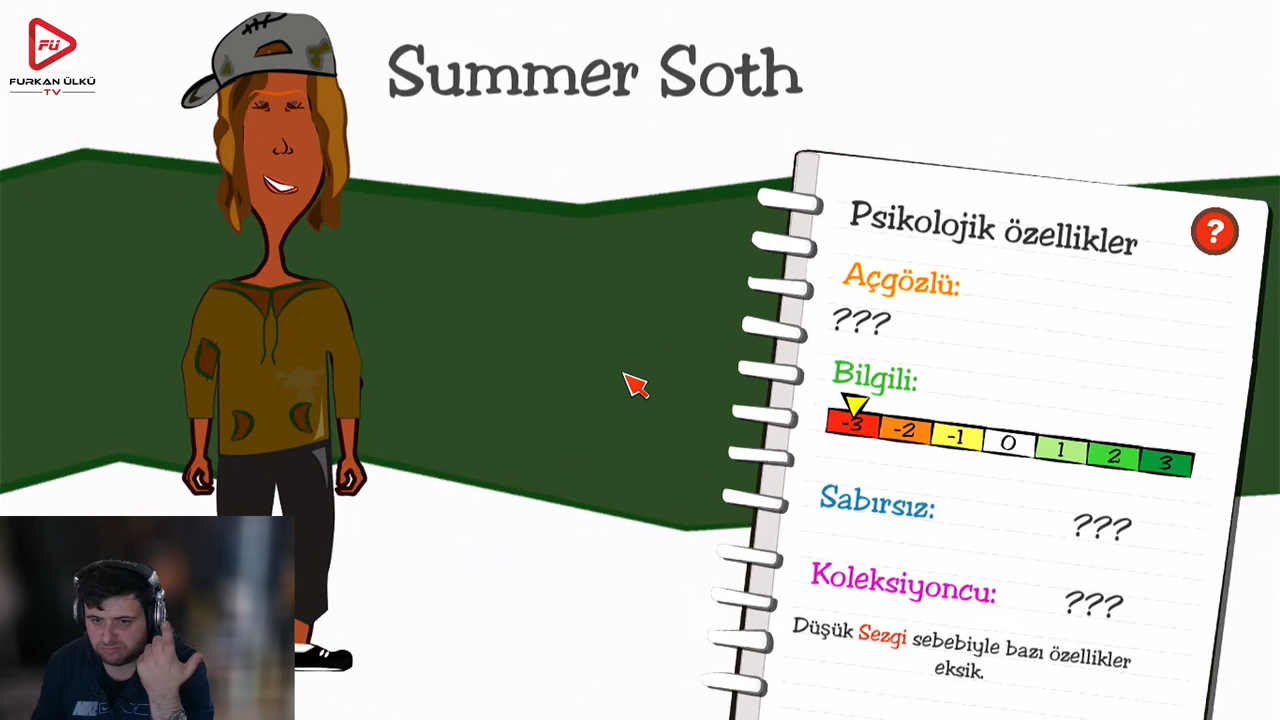 FU
FURKAN ÜLKÜ
TV
Summer Soth
Psikolojik özellikler
?
Açgözlü:
???
Bilgili:
-3 -2 -1 0 1 2 3
Sabırsız: ???
Koleksiyoncu: ???
Düşük Sezgi sebebiyle bazı özellikler
eksik.